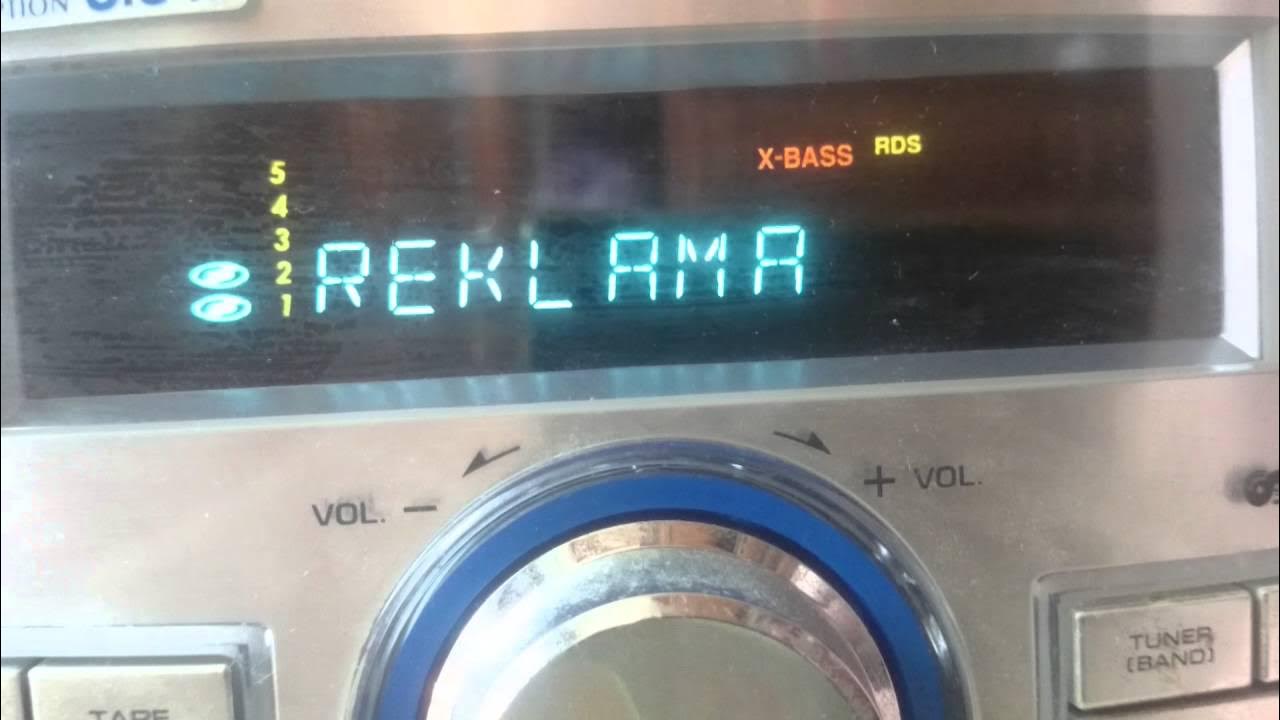 X-BASS RDS
5
4
3
2
1
REKLAMA
VOL. −
+ VOL.
TUNER
(BAND)
TAPE